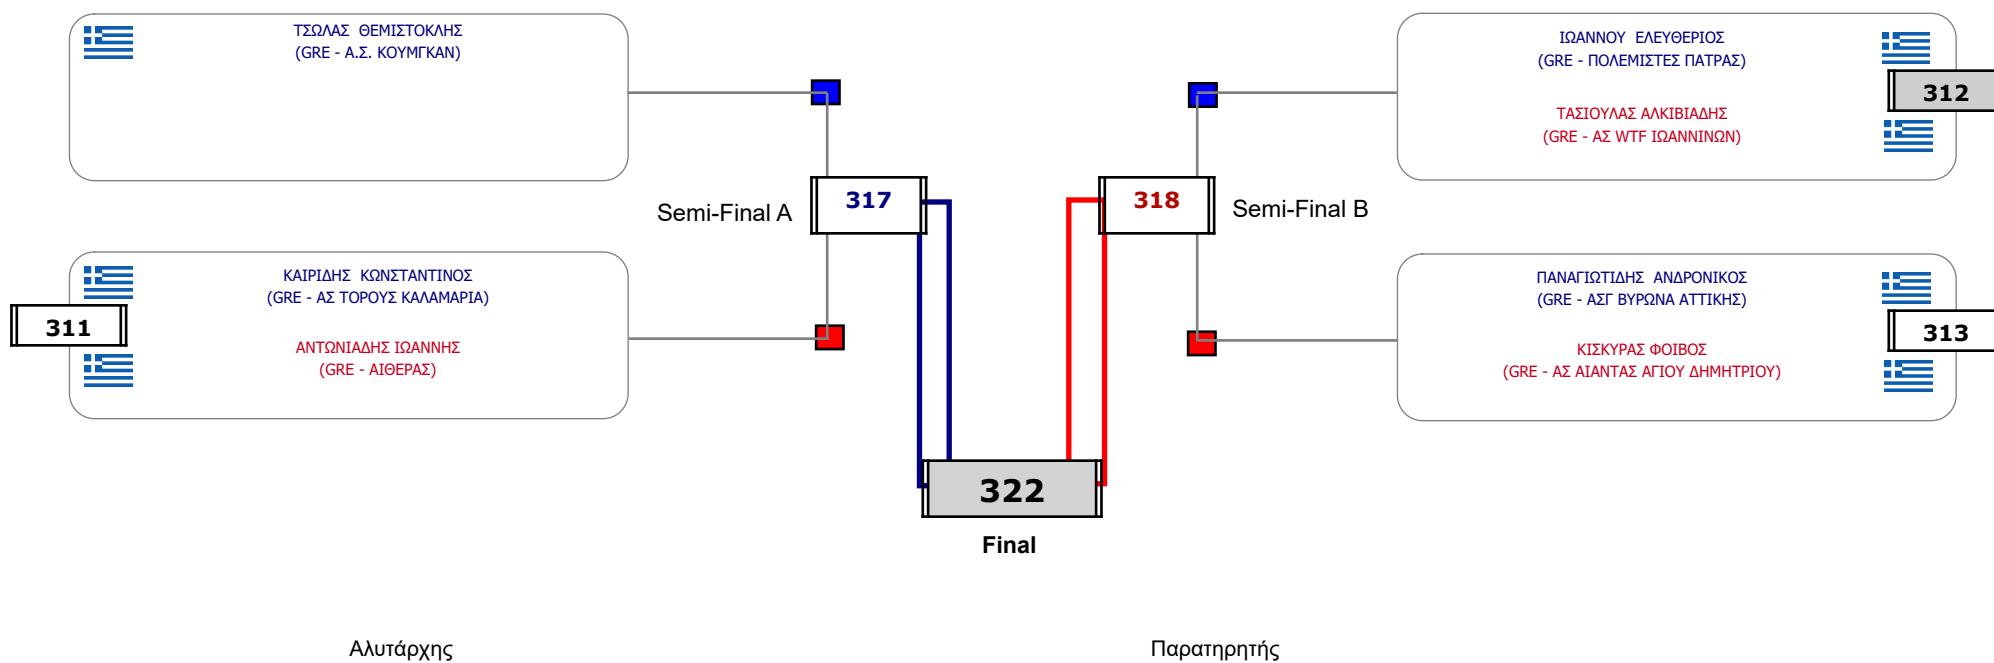 ΤΣΩΛΑΣ ΘΕΜΙΣΤΟΚΛΗΣ
(GRE - Α.Σ. ΚΟΥΜΓΚΑΝ)
317
Semi-Final A
311
ΚΑΙΡΙΔΗΣ ΚΩΝΣΤΑΝΤΙΝΟΣ
(GRE - ΑΣ ΤΟΡΟΥΣ ΚΑΛΑΜΑΡΙΑ)
ΑΝΤΩΝΙΑΔΗΣ ΙΩΑΝΝΗΣ
(GRE - ΑΙΘΕΡΑΣ)
ΙΩΑΝΝΟΥ ΕΛΕΥΘΕΡΙΟΣ
(GRE - ΠΟΛΕΜΙΣΤΕΣ ΠΑΤΡΑΣ)
312
ΤΑΣΙΟΥΛΑΣ ΑΛΚΙΒΙΑΔΗΣ
(GRE - ΑΣ WTF ΙΩΑΝΝΙΝΩΝ)
318
Semi-Final B
ΠΑΝΑΓΙΩΤΙΔΗΣ ΑΝΔΡΟΝΙΚΟΣ
(GRE - ΑΣΓ ΒΥΡΩΝΑ ΑΤΤΙΚΗΣ)
313
ΚΙΣΚΥΡΑΣ ΦΟΙΒΟΣ
(GRE - ΑΣ ΑΙΑΝΤΑΣ ΑΓΙΟΥ ΔΗΜΗΤΡΙΟΥ)
322
Final
Αλυτάρχης
Παρατηρητής